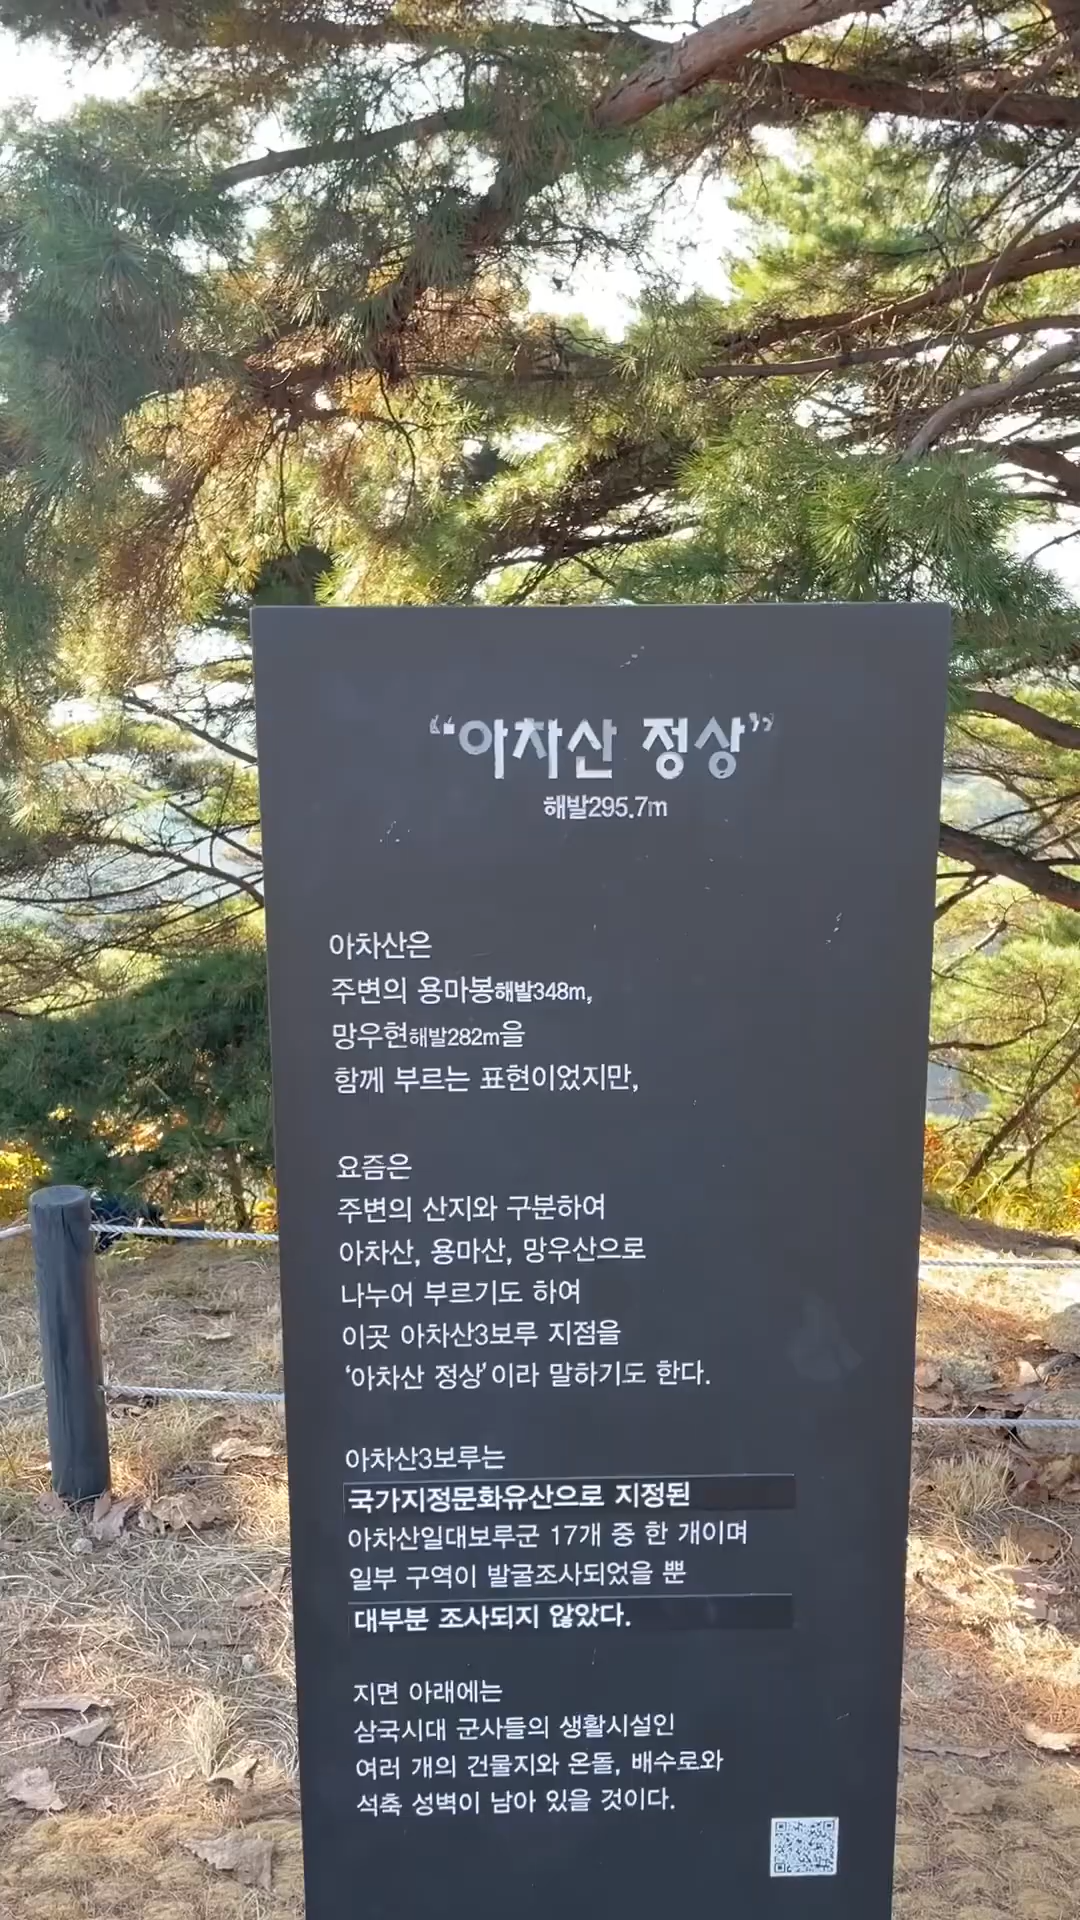 “아차산 정상”
해발295.7m
아차산은
주변의 용마봉해발348m,
망우현해발282m을
함께 부르는 표현이었지만,
요즘은
주변의 산지와 구분하여
아차산, 용마산, 망우산으로
나누어 부르기도 하여
이곳 아차산3보루 지점을
‘아차산 정상’이라 말하기도 한다.
아차산3보루는
국가지정문화유산으로 지정된
아차산일대보루군 17개 중 한 개이며
일부 구역이 발굴조사되었을 뿐
대부분 조사되지 않았다.
지면 아래에는
삼국시대 군사들의 생활시설인
여러 개의 건물지와 온돌, 배수로와
석축 성벽이 남아 있을 것이다.